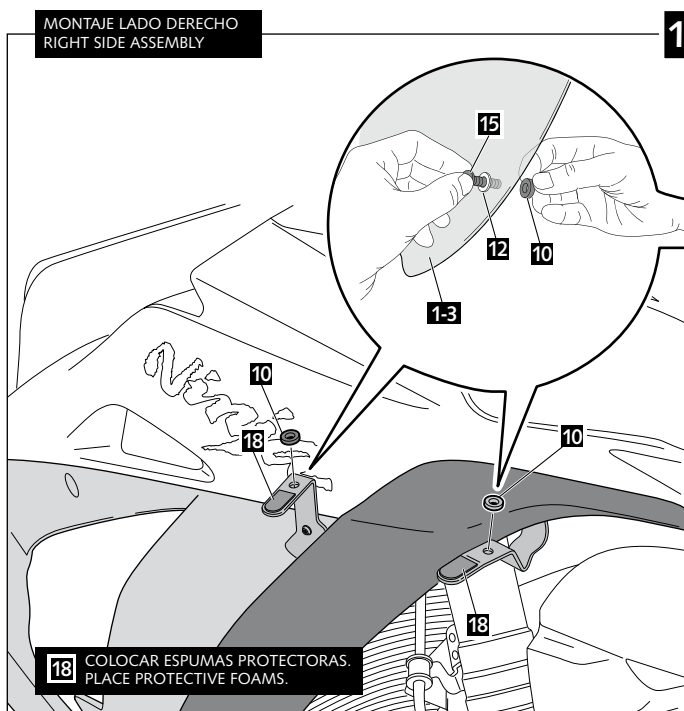 MONTAJE LADO DERECHO
RIGHT SIDE ASSEMBLY
1
15
12
10
1-3
10
18
10
18
18 COLOCAR ESPUMAS PROTECTORAS.
PLACE PROTECTIVE FOAMS.